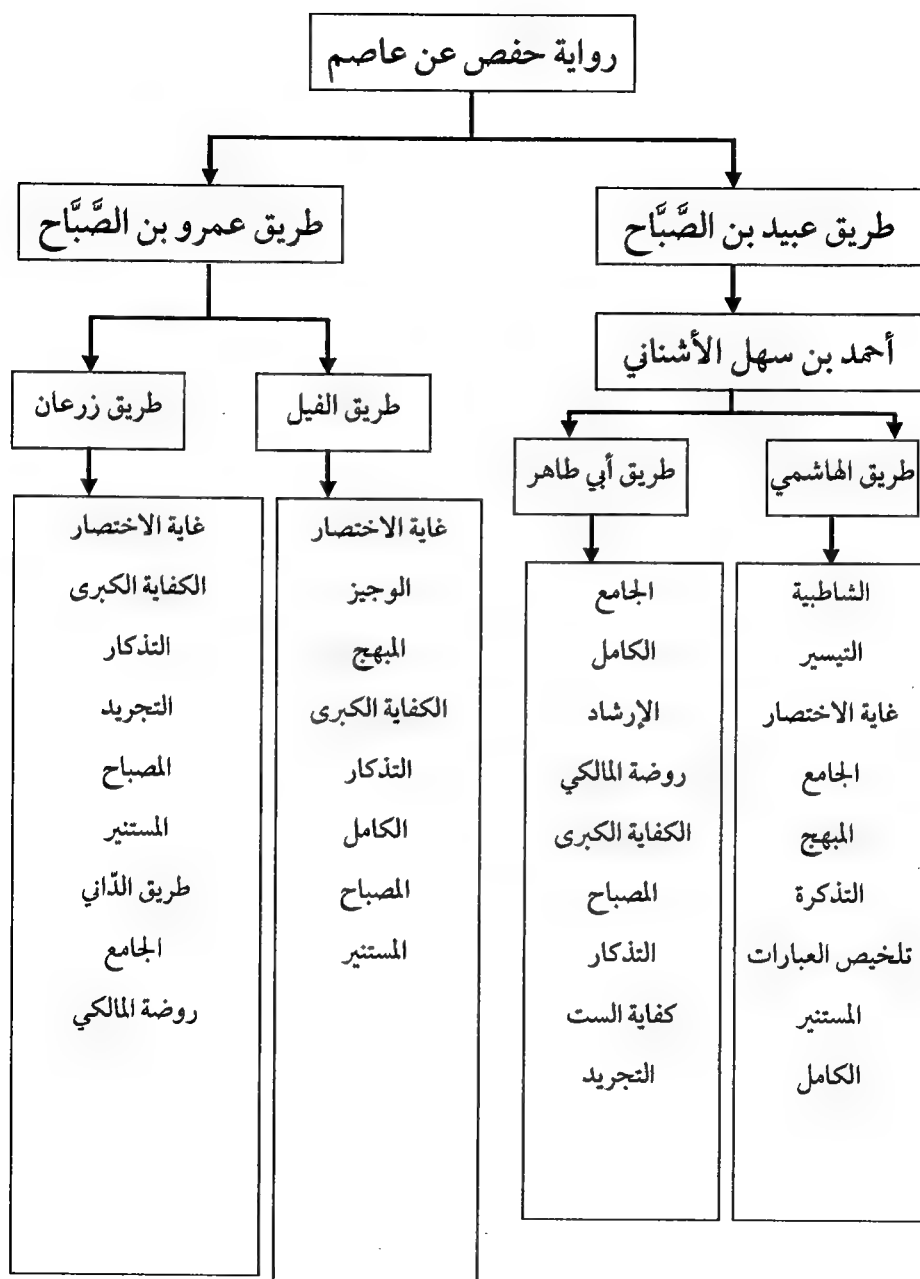 رواية حفص عن عاصم
طريق عبيد بن الصَّبَّاح
طريق عمرو بن الصَّبَّاح
أحمد بن سهل الأشناني
طريق الهاشمي
طريق أبي طاهر
طريق الفيل
طريق زرعان
الشاطبية
التيسير
غاية الاختصار
الجامع
المبهج
التذكرة
تلخيص العبارات
المستنير
الكامل
الجامع
الكامل
الإرشاد
روضة المالكي
الكفاية الكبرى
المصباح
التذكار
كفاية الست
التجريد
غاية الاختصار
الوجيز
المبهج
الكفاية الكبرى
التذكار
الكامل
المصباح
المستنير
غاية الاختصار
الكفاية الكبرى
التذكار
التجريد
المصباح
المستنير
طريق الدّاني
الجامع
روضة المالكي